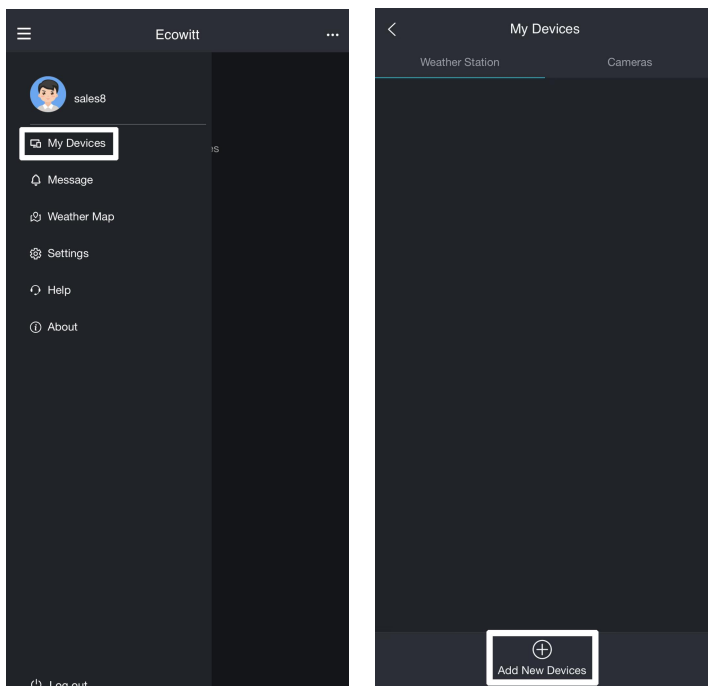 Ecowitt
sales8
My Devices
Message
Weather Map
Settings
Help
About
Log out
My Devices
Weather Station Cameras
Add New Devices